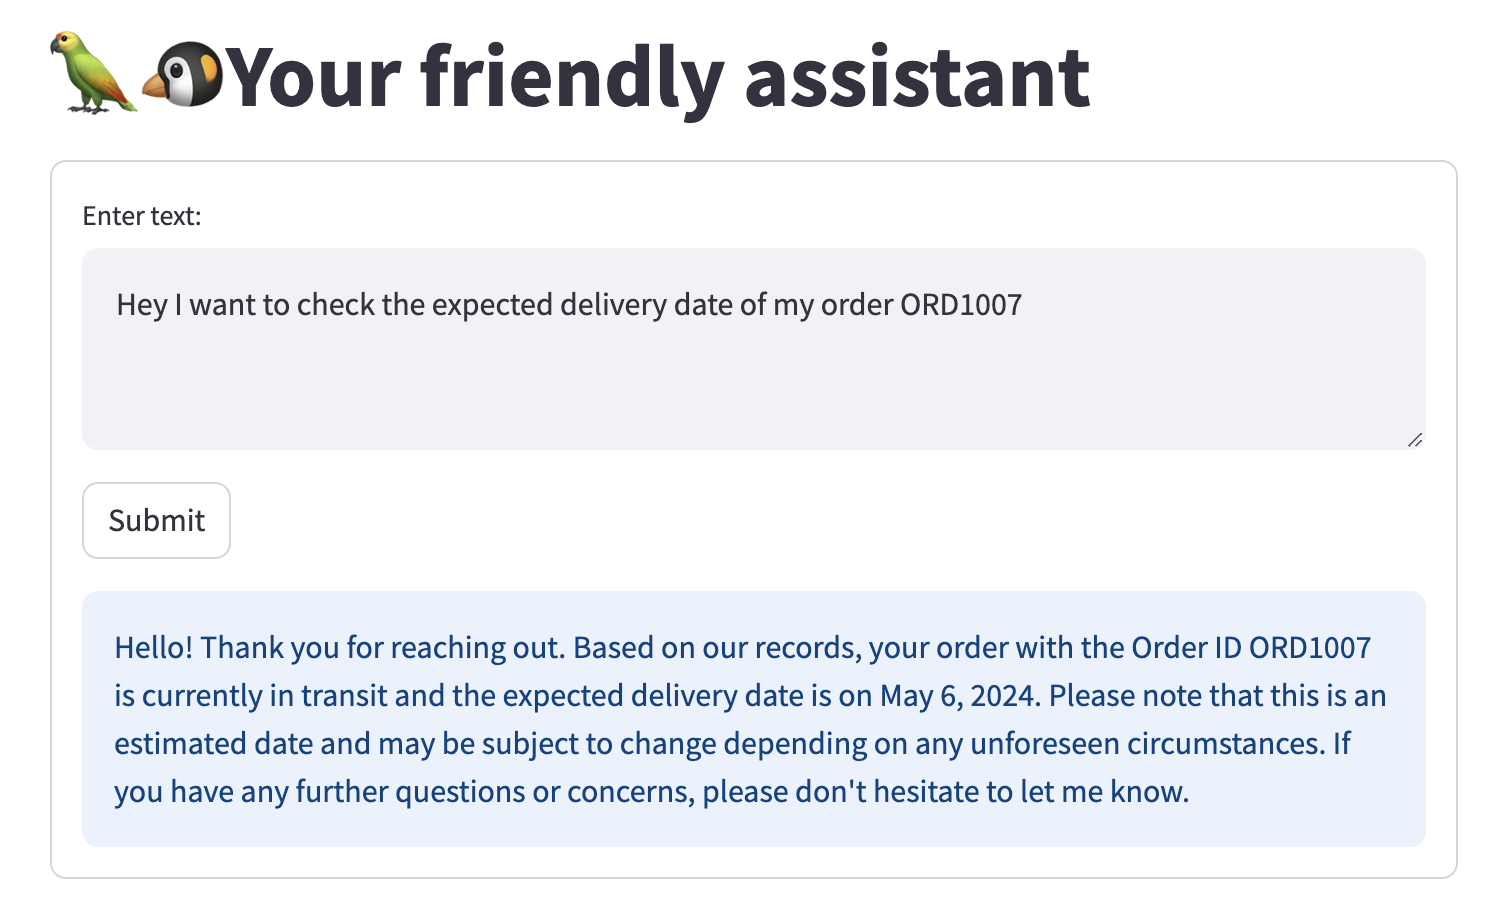 Your friendly assistant
Enter text:
Hey I want to check the expected delivery date of my order ORD1007
Submit
Hello! Thank you for reaching out. Based on our records, your order with the Order ID ORD1007
is currently in transit and the expected delivery date is on May 6, 2024. Please note that this is an
estimated date and may be subject to change depending on any unforeseen circumstances. If
you have any further questions or concerns, please don't hesitate to let me know.